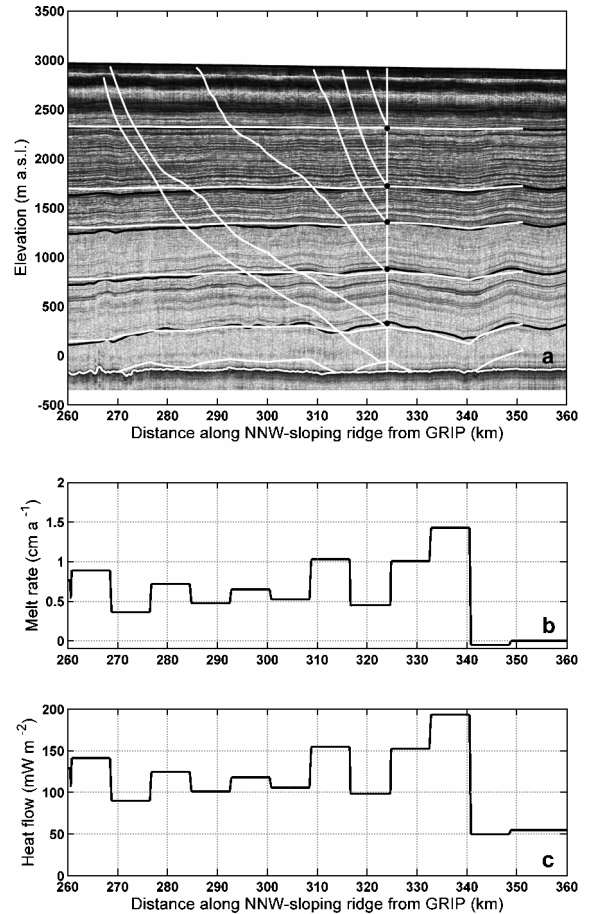 3500
3000
2500
2000
1500
1000
500
0
-500
Elevation (m a.s.l.)
a
260 270 280 290 300 310 320 330 340 350 360
Distance along NNW-sloping ridge from GRIP (km)
2
1.5
1
0.5
0
Melt rate (cm a -1)
b
260 270 280 290 300 310 320 330 340 350 360
200
150
100
50
0
Heat flow (mW m -2)
c
260 270 280 290 300 310 320 330 340 350 360
Distance along NNW-sloping ridge from GRIP (km)